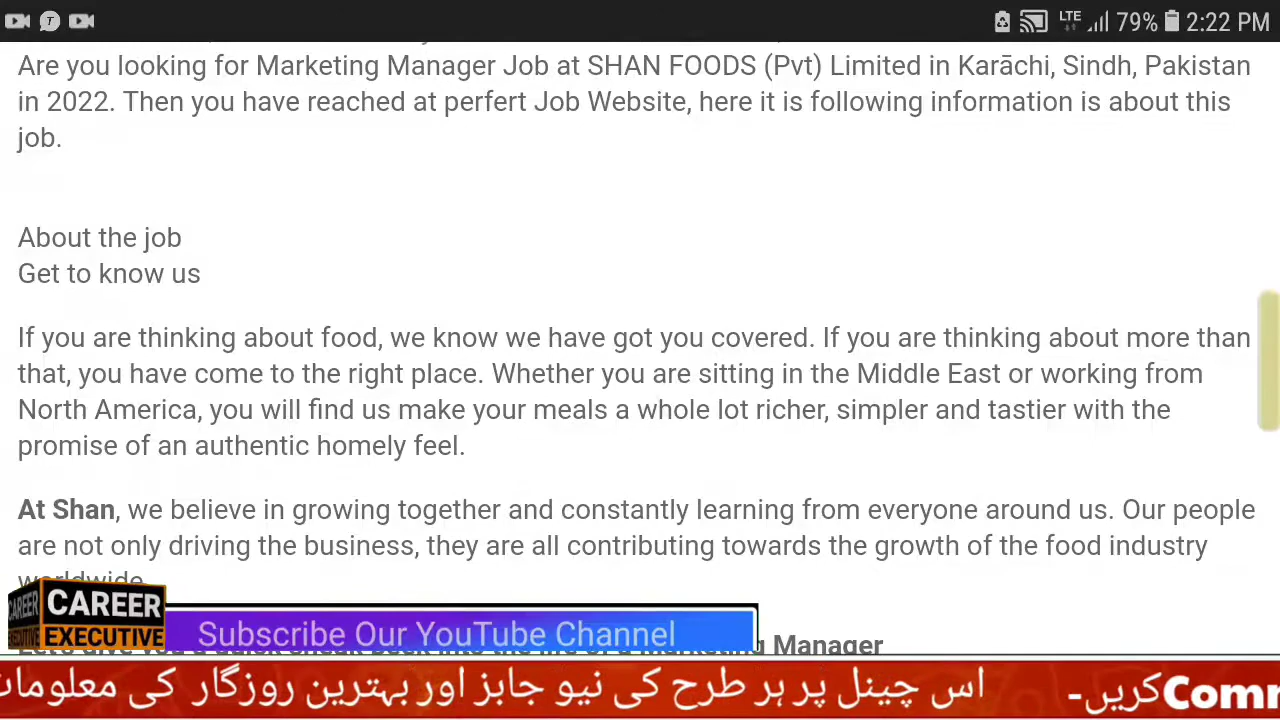 LTE 79% 2:22 PM
Are you looking for Marketing Manager Job at SHAN FOODS (Pvt) Limited in Karāchi, Sindh, Pakistan
in 2022. Then you have reached at perfert Job Website, here it is following information is about this
job.
About the job
Get to know us
If you are thinking about food, we know we have got you covered. If you are thinking about more than
that, you have come to the right place. Whether you are sitting in the Middle East or working from
North America, you will find us make your meals a whole lot richer, simpler and tastier with the
promise of an authentic homely feel.
At Shan, we believe in growing together and constantly learning from everyone around us. Our people
are not only driving the business, they are all contributing towards the growth of the food industry
worldwide
CAREER CAREER
EXECUTIVE EXECUTIVE
Subscribe Our YouTube Channel
Manager
اس چینل پر ہر طرح کی نیو جابز اور بہترین روزگار کی معلومات
کریں۔